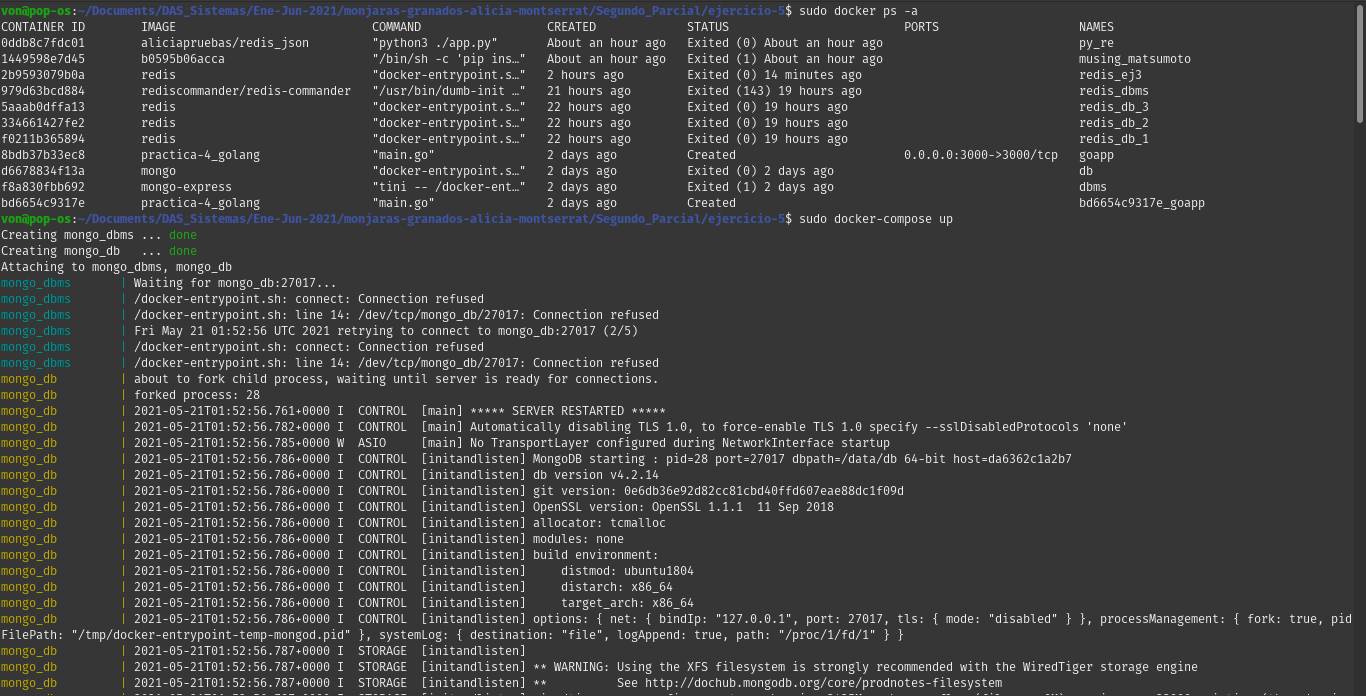 von@pop-os:~/Documents/DAS_Sistemas/Ene-Jun-2021/monjaras-granados-alicia-montserrat/Segundo_Parcial/ejercicio-5$ sudo docker ps -a
CONTAINER ID IMAGE COMMAND CREATED STATUS PORTS NAMES
0ddb8c7fdc01 aliciapruebas/redis_json "python3 ./app.py" About an hour ago Exited (0) About an hour ago py_re
1449598e7d45 b0595b06acca "/bin/sh -c 'pip ins…" About an hour ago Exited (1) About an hour ago musing_matsumoto
2b9593079b0a redis "docker-entrypoint.s…" 2 hours ago Exited (0) 14 minutes ago redis_ej3
979d63bcd884 rediscommander/redis-commander "/usr/bin/dumb-init …" 21 hours ago Exited (143) 19 hours ago redis_dbms
5aaab0dffa13 redis "docker-entrypoint.s…" 22 hours ago Exited (0) 19 hours ago redis_db_3
334661427fe2 redis "docker-entrypoint.s…" 22 hours ago Exited (0) 19 hours ago redis_db_2
f0211b365894 redis "docker-entrypoint.s…" 22 hours ago Exited (0) 19 hours ago redis_db_1
8bdb37b33ec8 practica-4_golang "main.go" 2 days ago Created 0.0.0.0:3000->3000/tcp goapp
d6678834f13a mongo "docker-entrypoint.s…" 2 days ago Exited (0) 2 days ago db
f8a830fbb692 mongo-express "tini -- /docker-ent…" 2 days ago Exited (1) 2 days ago dbms
bd6654c9317e practica-4_golang "main.go" 2 days ago Created bd6654c9317e_goapp
von@pop-os:~/Documents/DAS_Sistemas/Ene-Jun-2021/monjaras-granados-alicia-montserrat/Segundo_Parcial/ejercicio-5$ sudo docker-compose up
Creating mongo_dbms ... done
Creating mongo_db ... done
Attaching to mongo_dbms, mongo_db
mongo_dbms | Waiting for mongo_db:27017...
mongo_dbms | /docker-entrypoint.sh: connect: Connection refused
mongo_dbms | /docker-entrypoint.sh: line 14: /dev/tcp/mongo_db/27017: Connection refused
mongo_dbms | Fri May 21 01:52:56 UTC 2021 retrying to connect to mongo_db:27017 (2/5)
mongo_dbms | /docker-entrypoint.sh: connect: Connection refused
mongo_dbms | /docker-entrypoint.sh: line 14: /dev/tcp/mongo_db/27017: Connection refused
mongo_db | about to fork child process, waiting until server is ready for connections.
mongo_db | forked process: 28
mongo_db | 2021-05-21T01:52:56.761+0000 I CONTROL [main] ***** SERVER RESTARTED *****
mongo_db | 2021-05-21T01:52:56.782+0000 I CONTROL [main] Automatically disabling TLS 1.0, to force-enable TLS 1.0 specify --sslDisabledProtocols 'none'
mongo_db | 2021-05-21T01:52:56.785+0000 W ASIO [main] No TransportLayer configured during NetworkInterface startup
mongo_db | 2021-05-21T01:52:56.786+0000 I CONTROL [initandlisten] MongoDB starting : pid=28 port=27017 dbpath=/data/db 64-bit host=da6362c1a2b7
mongo_db | 2021-05-21T01:52:56.786+0000 I CONTROL [initandlisten] db version v4.2.14
mongo_db | 2021-05-21T01:52:56.786+0000 I CONTROL [initandlisten] git version: 0e6db36e92d82cc81cbd40ffd607eae88dc1f09d
mongo_db | 2021-05-21T01:52:56.786+0000 I CONTROL [initandlisten] OpenSSL version: OpenSSL 1.1.1 11 Sep 2018
mongo_db | 2021-05-21T01:52:56.786+0000 I CONTROL [initandlisten] allocator: tcmalloc
mongo_db | 2021-05-21T01:52:56.786+0000 I CONTROL [initandlisten] modules: none
mongo_db | 2021-05-21T01:52:56.786+0000 I CONTROL [initandlisten] build environment:
mongo_db | 2021-05-21T01:52:56.786+0000 I CONTROL [initandlisten] distmod: ubuntu1804
mongo_db | 2021-05-21T01:52:56.786+0000 I CONTROL [initandlisten] distarch: x86_64
mongo_db | 2021-05-21T01:52:56.786+0000 I CONTROL [initandlisten] target_arch: x86_64
mongo_db | 2021-05-21T01:52:56.786+0000 I CONTROL [initandlisten] options: { net: { bindIp: "127.0.0.1", port: 27017, tls: { mode: "disabled" } }, processManagement: { fork: true, pid
FilePath: "/tmp/docker-entrypoint-temp-mongod.pid" }, systemLog: { destination: "file", logAppend: true, path: "/proc/1/fd/1" } }
mongo_db | 2021-05-21T01:52:56.787+0000 I STORAGE [initandlisten]
mongo_db | 2021-05-21T01:52:56.787+0000 I STORAGE [initandlisten] ** WARNING: Using the XFS filesystem is strongly recommended with the WiredTiger storage engine
mongo_db | 2021-05-21T01:52:56.787+0000 I STORAGE [initandlisten] ** See http://dochub.mongodb.org/core/prodnotes-filesystem